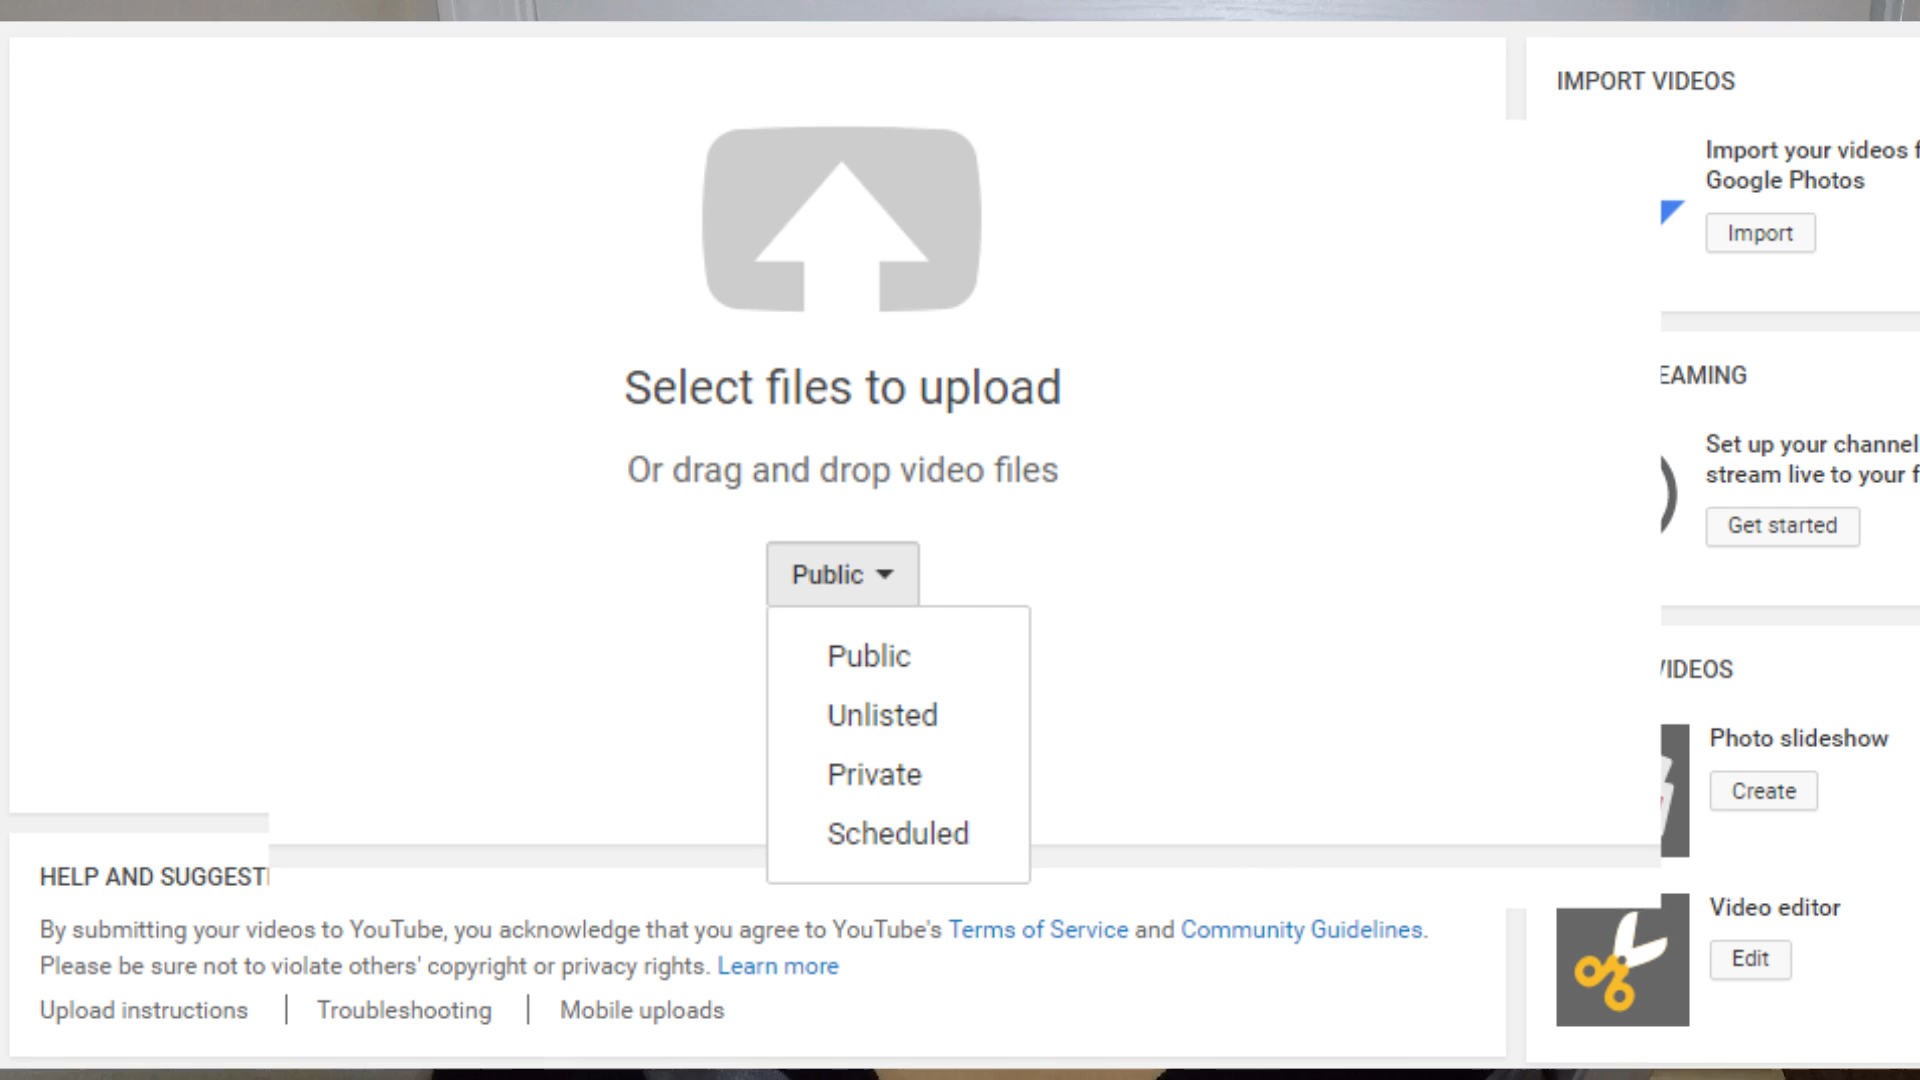 Select files to upload
Or drag and drop video files
Public
Public
Unlisted
Private
Scheduled
HELP AND
By submitting your videos to YouTube, you acknowledge that you agree to YouTube's Terms of Service and Community Guidelines.
Please be sure not to violate others' copyright or privacy rights. Learn more
Upload instructions | Troubleshooting | Mobile uploads
IMPORT VIDEOS
Import your videos
Google Photos
Import
Set up your channel
stream live to your
Get started
Photo slideshow
Create
Video editor
Edit